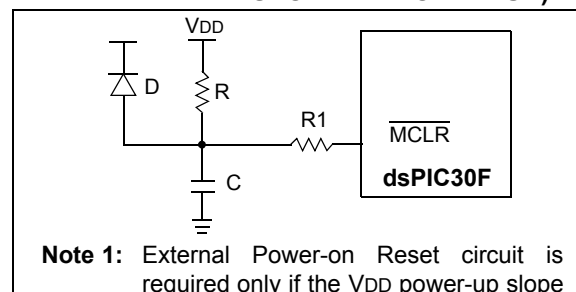 VDD
D
R
R1
MCLR
C
dsPIC30F
Note 1: External Power-on Reset circuit is
required only if the VDD power-up slope